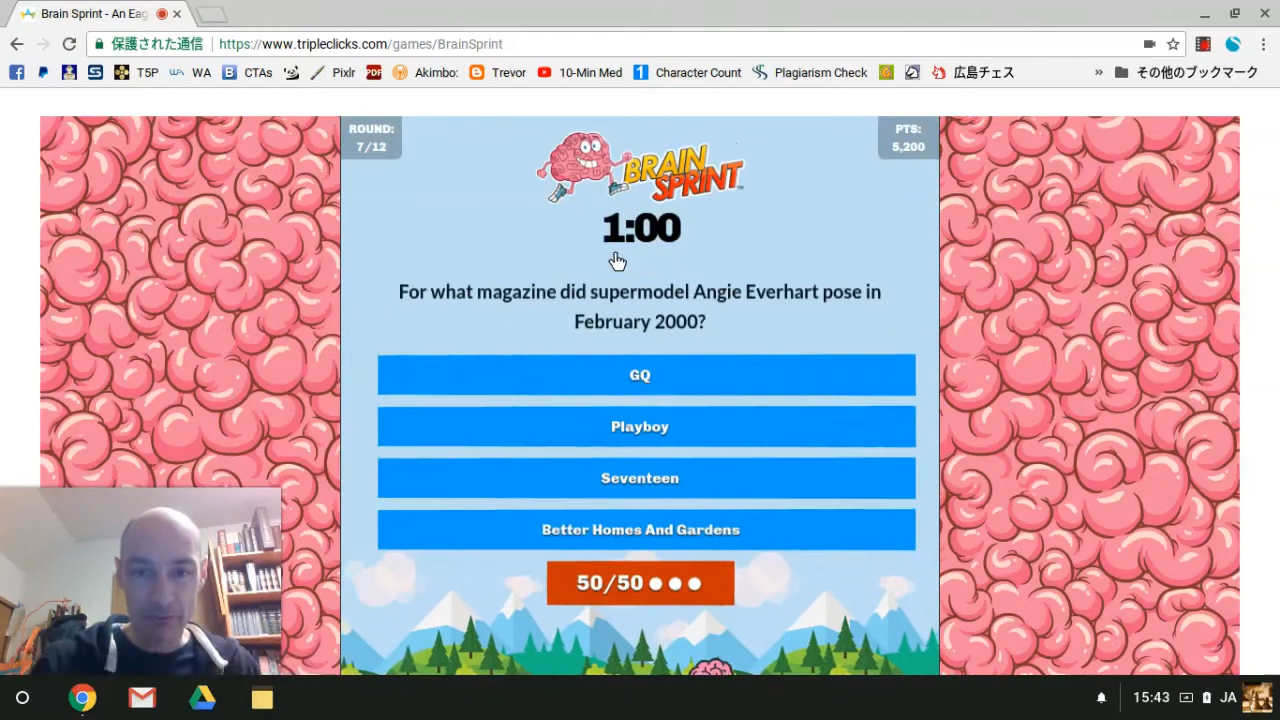 Brain Sprint - An Eag
保護された通信 https://www.tripleclicks.com/games/BrainSprint
T5P WA CTAs Pixlr PDF Akimbo: Trevor 10-Min Med 1 Character Count Plagiarism Check 広島チェス » その他のブックマーク
ROUND:
7/12
BRAIN
SPRINT
PTS:
5,200
1:00
For what magazine did supermodel Angie Everhart pose in
February 2000?
GQ
Playboy
Seventeen
Better Homes And Gardens
50/50
15:43 JA